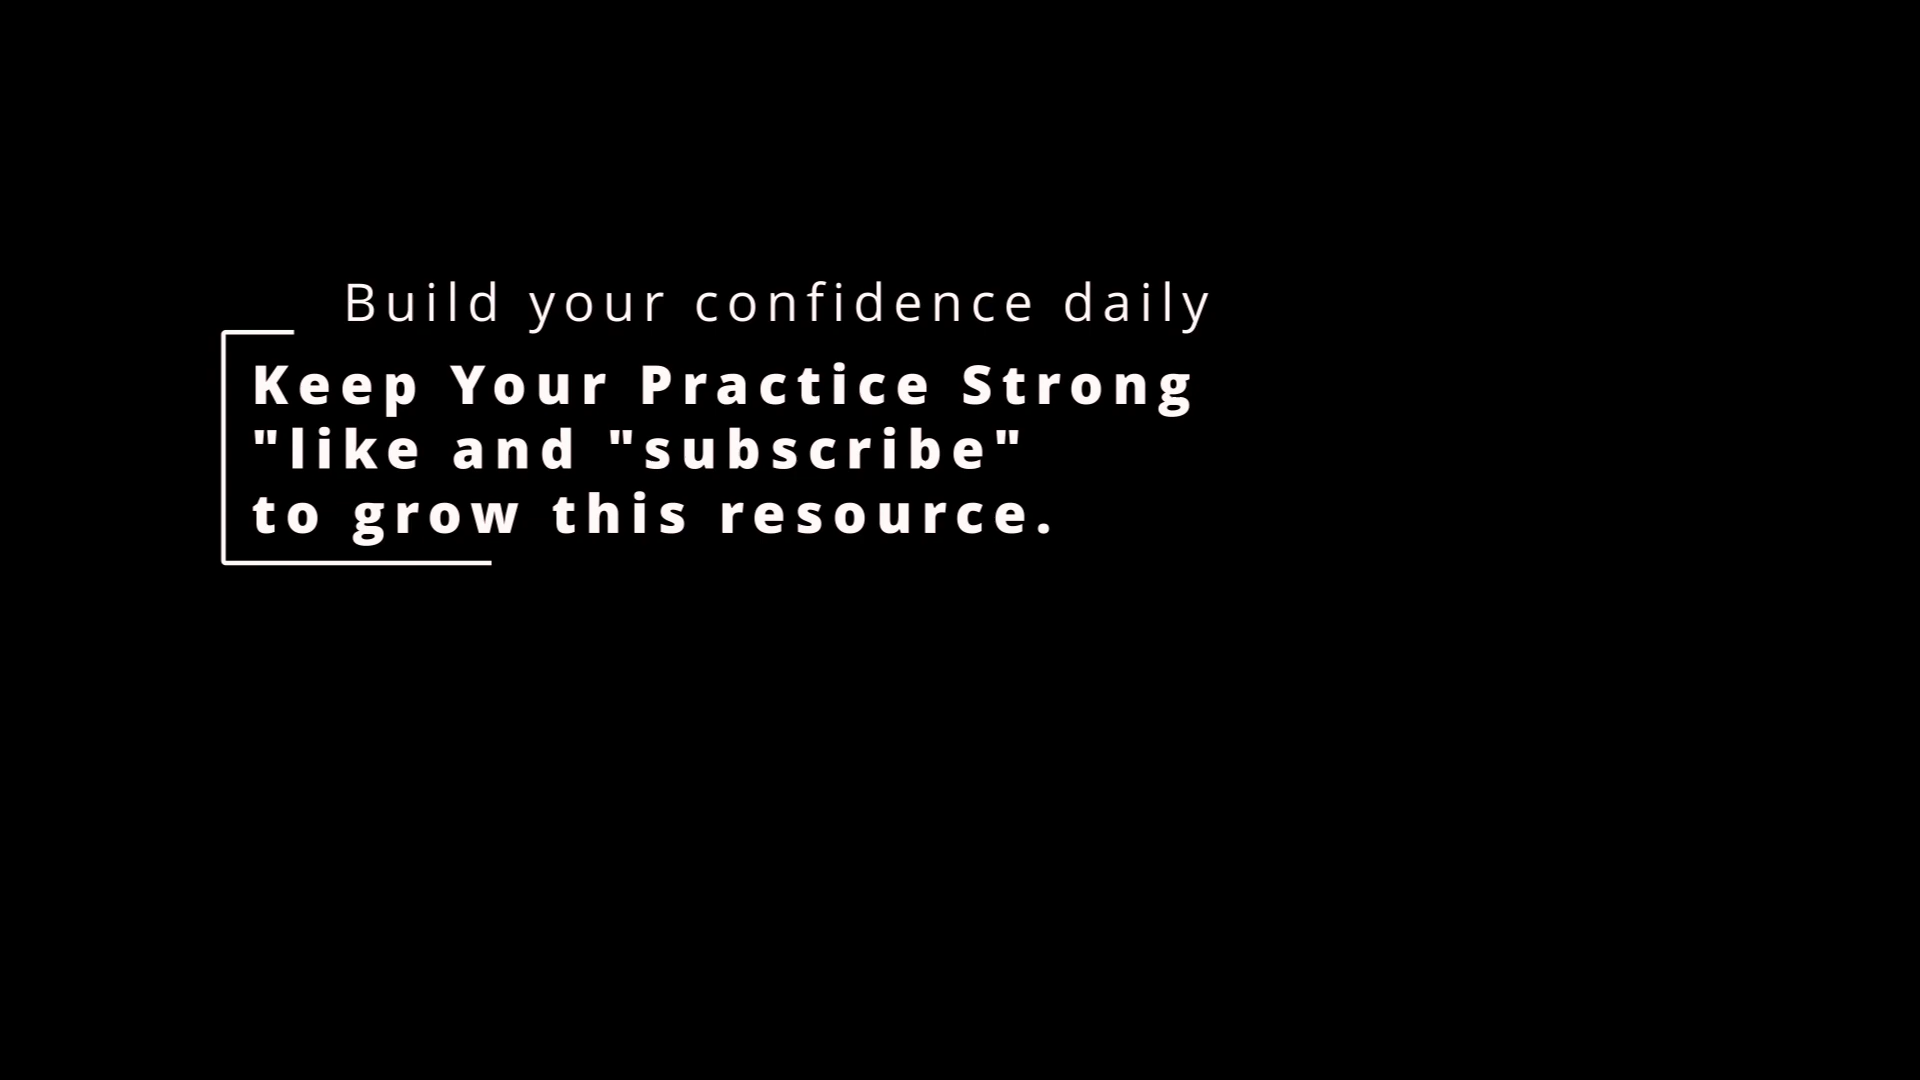 Build your confidence daily
Keep Your Practice Strong
"like and "subscribe"
to grow this resource.